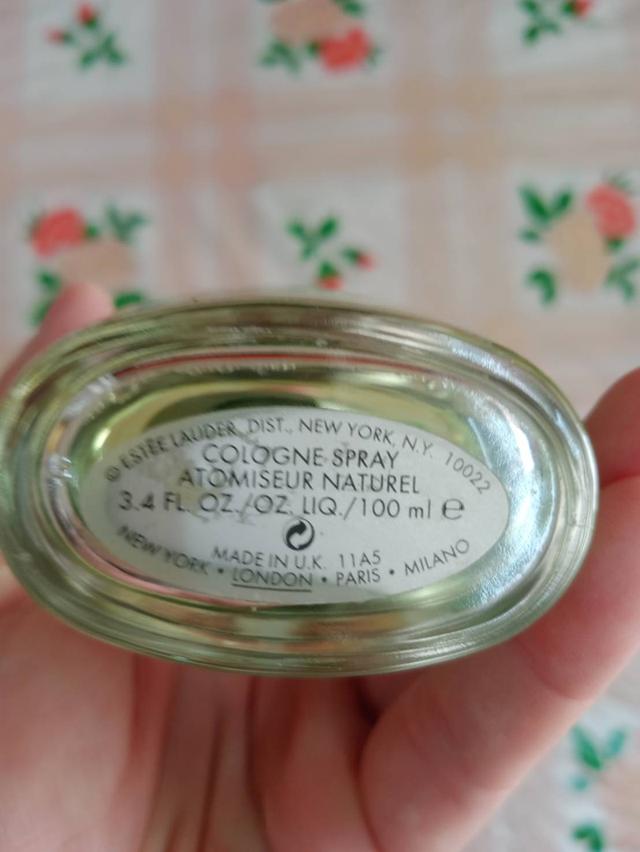 © ESTĒE LAUDER, DIST., NEW YORK, N.Y. 10022
COLOGNE SPRAY
ATOMISEUR NATUREL
3.4 FL. OZ./OZ. LIQ./100 ml ℮
MADE IN U.K. 11A5
NEW YORK • LONDON • PARIS • MILANO